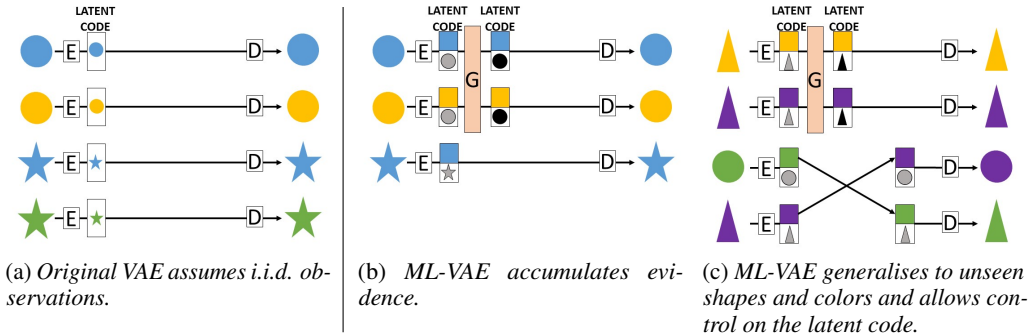 LATENT
CODE
E
D
E
D
E
D
E
D
(a) Original VAE assumes i.i.d. ob-
servations.
LATENT LATENT
CODE CODE
E
D
G
E
D
E
D
(b) ML-VAE accumulates evi-
dence.
LATENT LATENT
CODE CODE
E
D
G
E
D
E
D
E
D
(c) ML-VAE generalises to unseen
shapes and colors and allows con-
trol on the latent code.